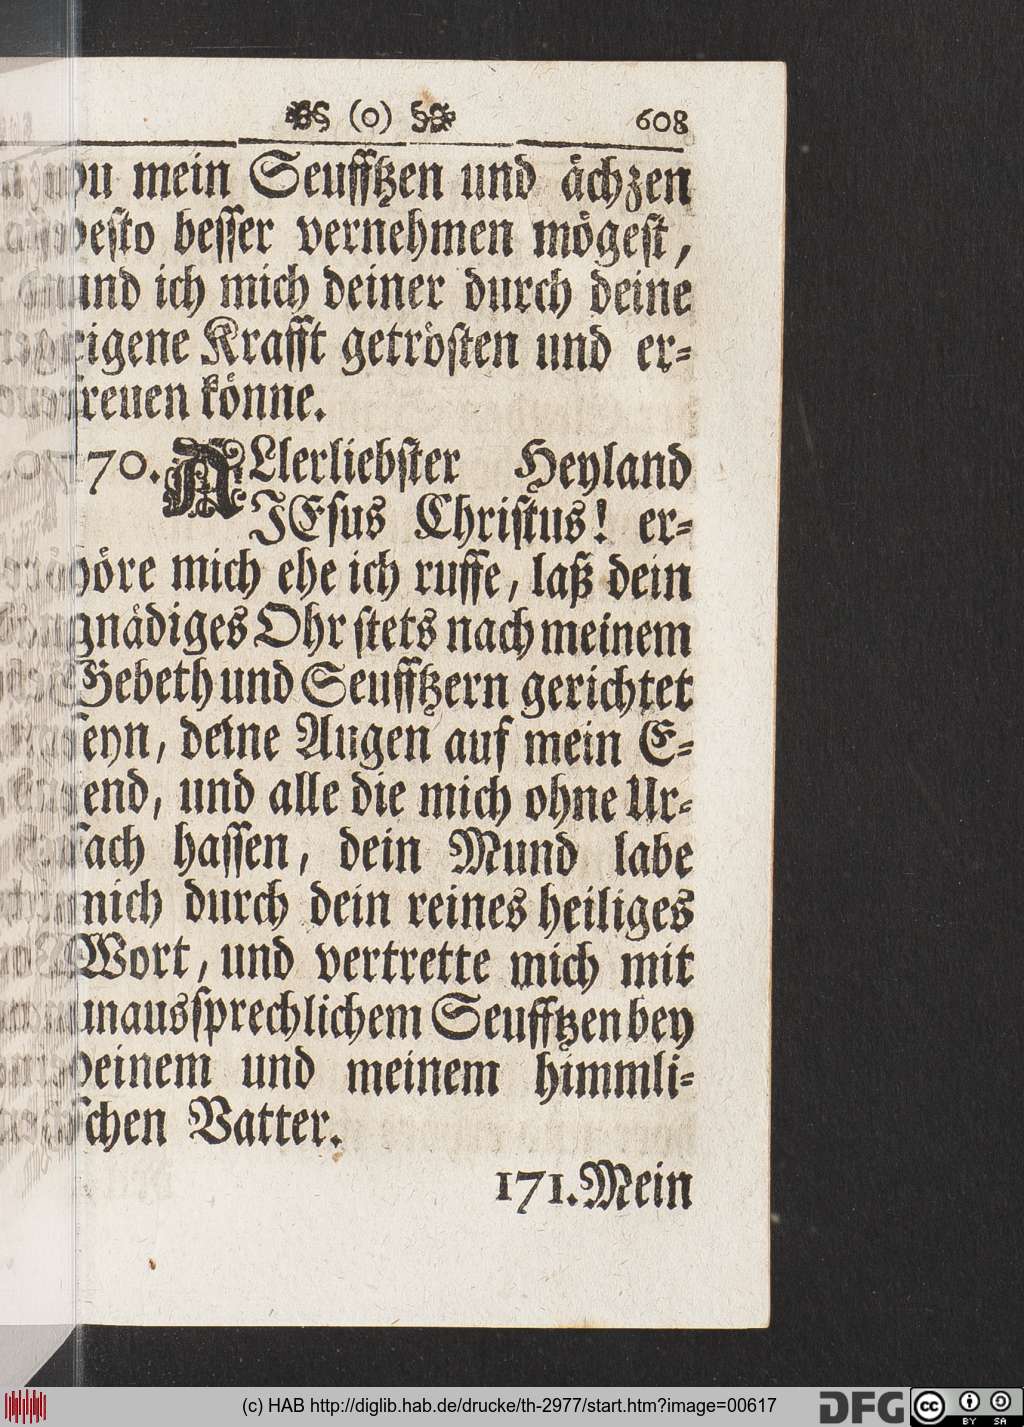 (o) 608
du mein Seufftzen und ächzen
desto besser vernehmen mögest,
und ich mich deiner durch deine
eigene Krafft getrösten und er-
freuen könne.
170. ALlerliebster Heyland
JEsus Christus! er-
höre mich ehe ich ruffe, laß dein
gnädiges Ohr stets nach meinem
Gebeth und Seufftzern gerichtet
seyn, deine Augen auf mein E-
lend, und alle die mich ohne Ur-
sach hassen, dein Mund labe
mich durch dein reines heiliges
Wort, und vertrette mich mit
unaussprechlichem Seufftzen bey
deinem und meinem himmli-
schen Vatter.
171. Mein
(c) HAB http://diglib.hab.de/drucke/th-2977/start.htm?image=00617
DFG
cc BY SA